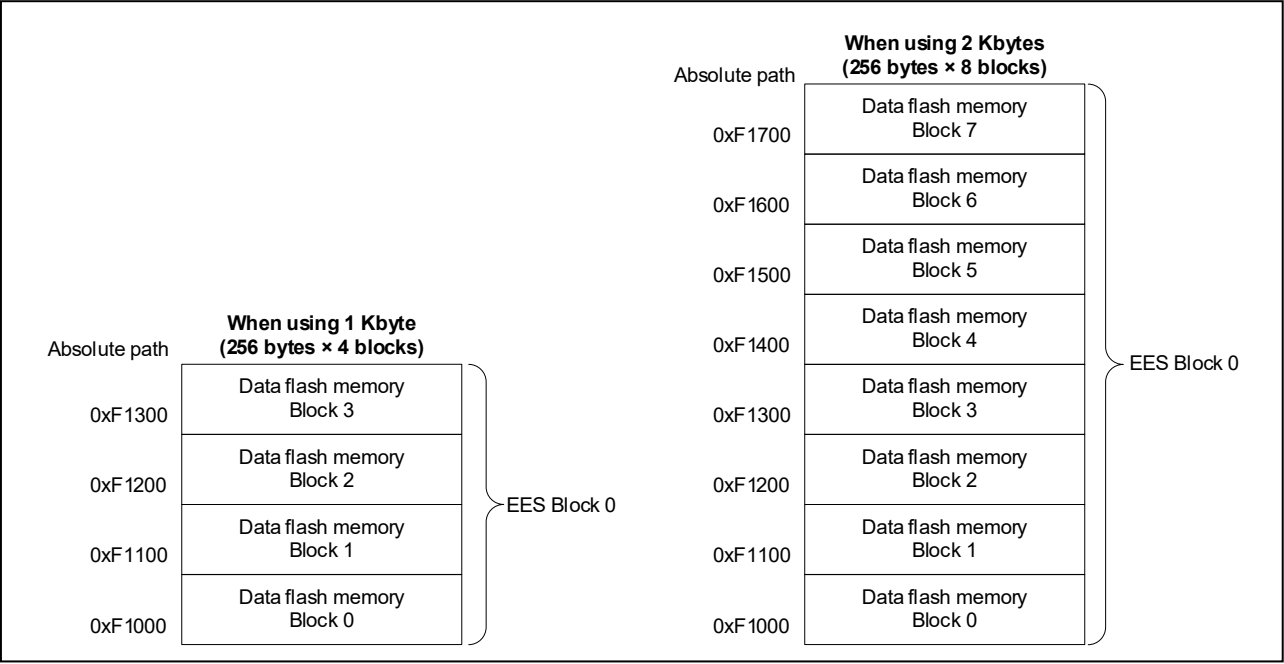 When using 1 Kbyte
(256 bytes × 4 blocks)
Absolute path
Data flash memory
Block 3
0xF1300
Data flash memory
Block 2
0xF1200
Data flash memory
Block 1
0xF1100
Data flash memory
Block 0
0xF1000
EES Block 0
When using 2 Kbytes
(256 bytes × 8 blocks)
Absolute path
Data flash memory
Block 7
0xF1700
Data flash memory
Block 6
0xF1600
Data flash memory
Block 5
0xF1500
Data flash memory
Block 4
0xF1400
Data flash memory
Block 3
0xF1300
Data flash memory
Block 2
0xF1200
Data flash memory
Block 1
0xF1100
Data flash memory
Block 0
0xF1000
EES Block 0